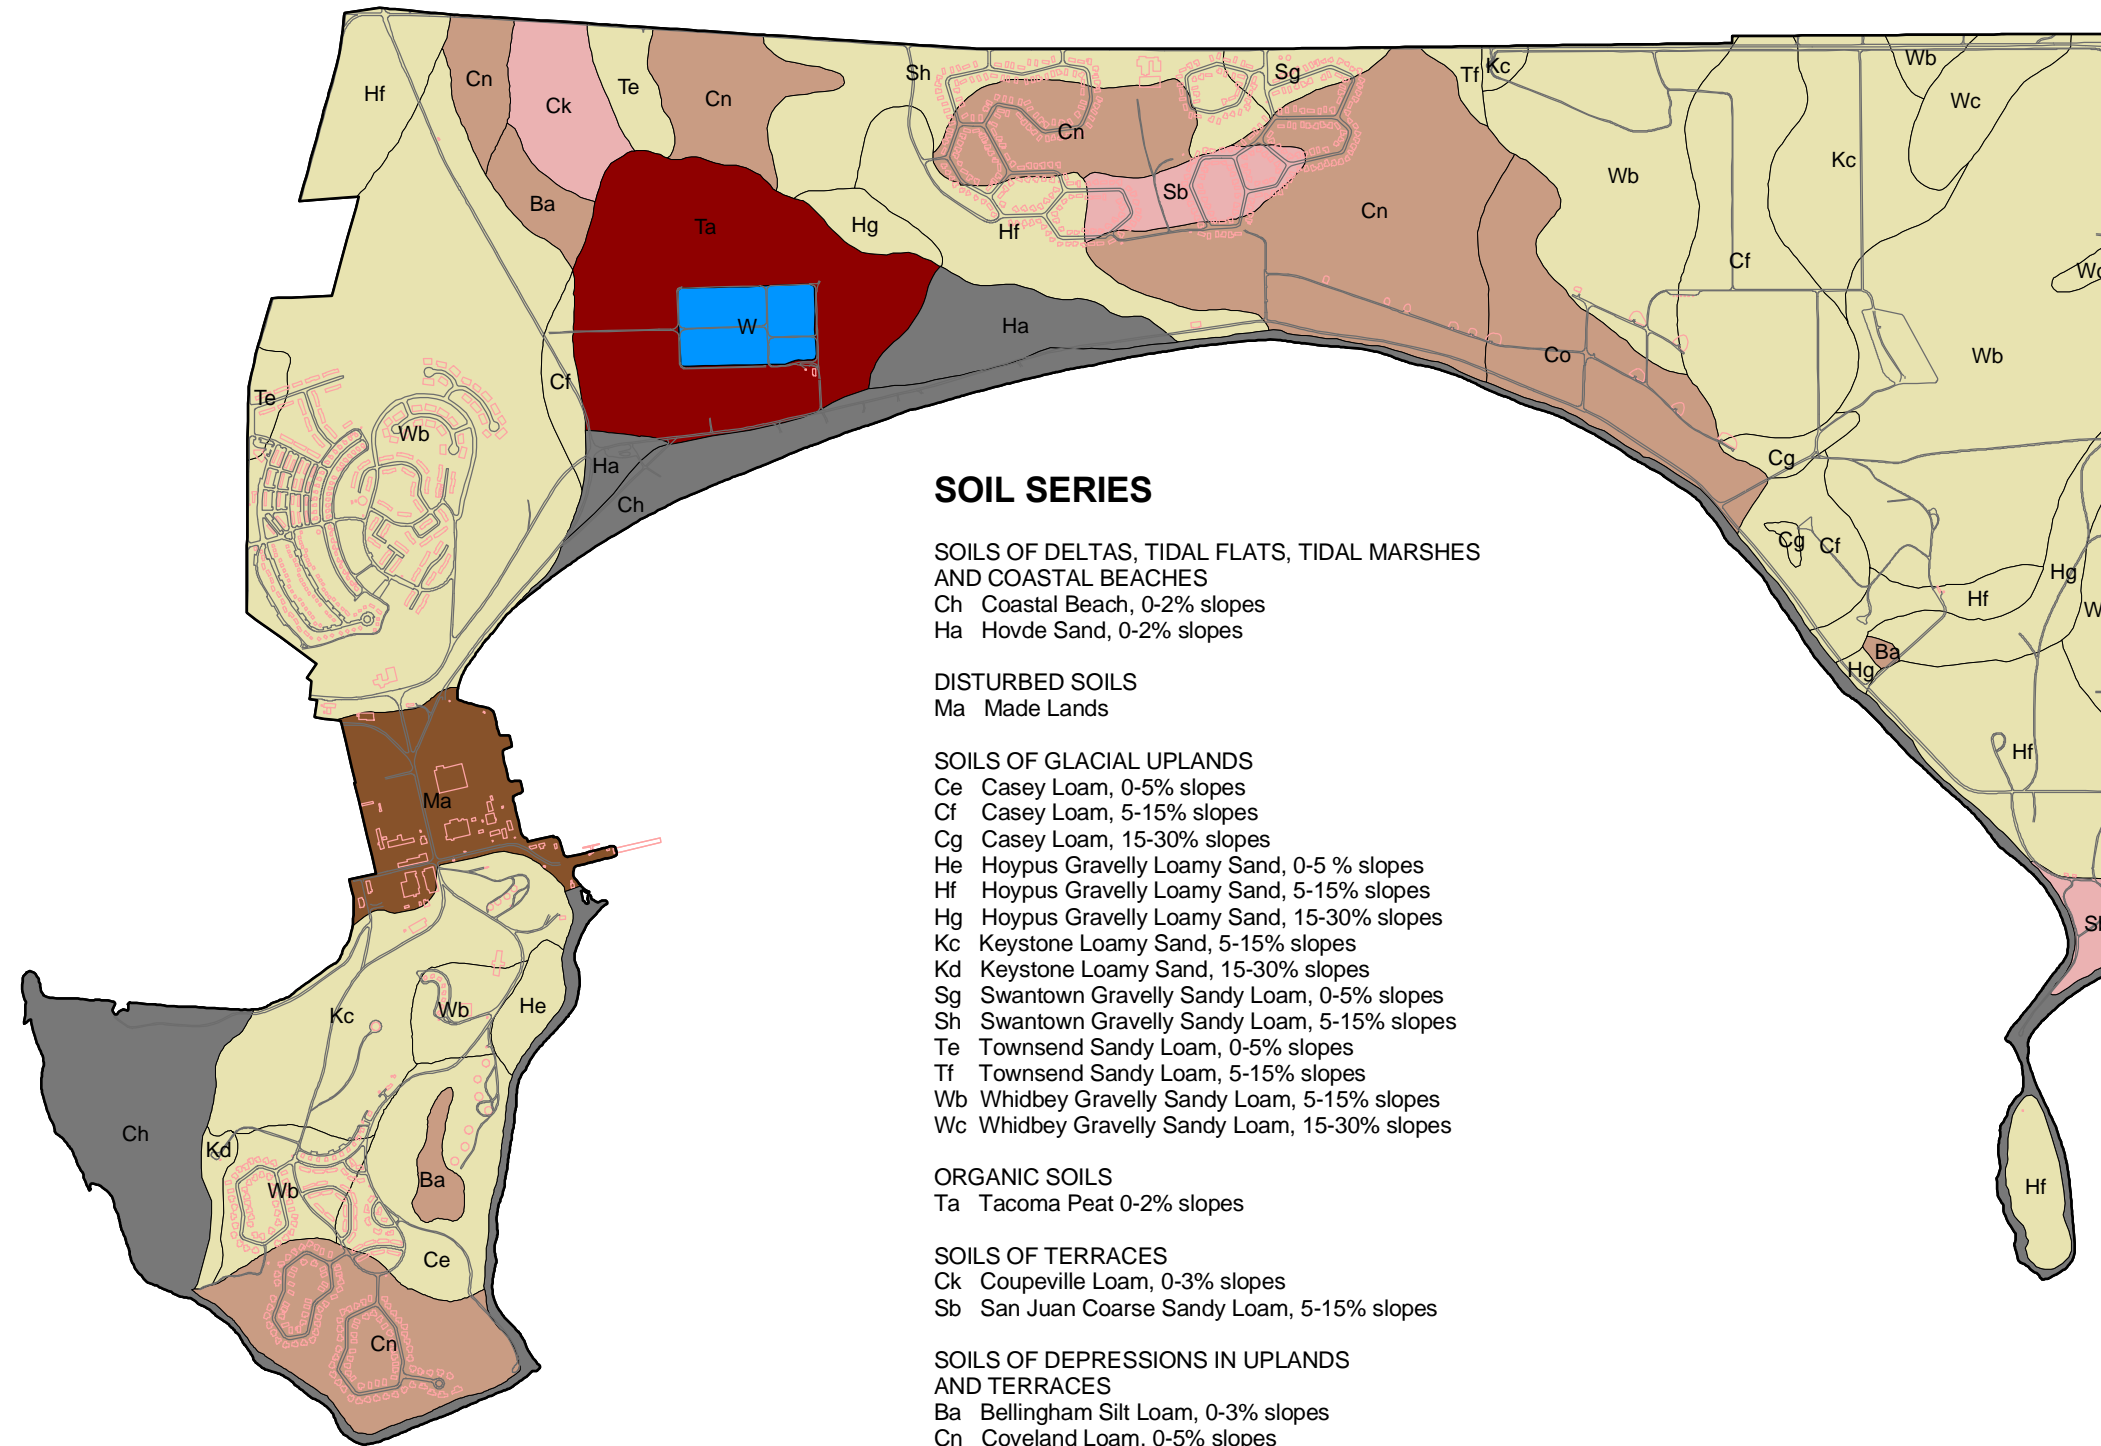 Hf
Cn
Ck
Te
Cn
Sh
Sg
Tf
Kc
Wb
Wc
Cn
Kc
Wb
Sb
Ba
Cn
Ta
Hg
Hf
Cf
W
Ha
Co
Wb
Cf
Te
Wb
Ha
Cg
Ch
Cg
Cf
Hg
Hf
Ba
Hg
Hf
Ma
Kc
Wb
He
Ch
Kd
Wb
Ba
Ce
Cn
Hf
SOIL SERIES
SOILS OF DELTAS, TIDAL FLATS, TIDAL MARSHES
AND COASTAL BEACHES
Ch Coastal Beach, 0-2% slopes
Ha Hovde Sand, 0-2% slopes
DISTURBED SOILS
Ma Made Lands
SOILS OF GLACIAL UPLANDS
Ce Casey Loam, 0-5% slopes
Cf Casey Loam, 5-15% slopes
Cg Casey Loam, 15-30% slopes
He Hoypus Gravelly Loamy Sand, 0-5 % slopes
Hf Hoypus Gravelly Loamy Sand, 5-15% slopes
Hg Hoypus Gravelly Loamy Sand, 15-30% slopes
Kc Keystone Loamy Sand, 5-15% slopes
Kd Keystone Loamy Sand, 15-30% slopes
Sg Swantown Gravelly Sandy Loam, 0-5% slopes
Sh Swantown Gravelly Sandy Loam, 5-15% slopes
Te Townsend Sandy Loam, 0-5% slopes
Tf Townsend Sandy Loam, 5-15% slopes
Wb Whidbey Gravelly Sandy Loam, 5-15% slopes
Wc Whidbey Gravelly Sandy Loam, 15-30% slopes
ORGANIC SOILS
Ta Tacoma Peat 0-2% slopes
SOILS OF TERRACES
Ck Coupeville Loam, 0-3% slopes
Sb San Juan Coarse Sandy Loam, 5-15% slopes
SOILS OF DEPRESSIONS IN UPLANDS
AND TERRACES
Ba Bellingham Silt Loam, 0-3% slopes
Cn Coveland Loam, 0-5% slopes